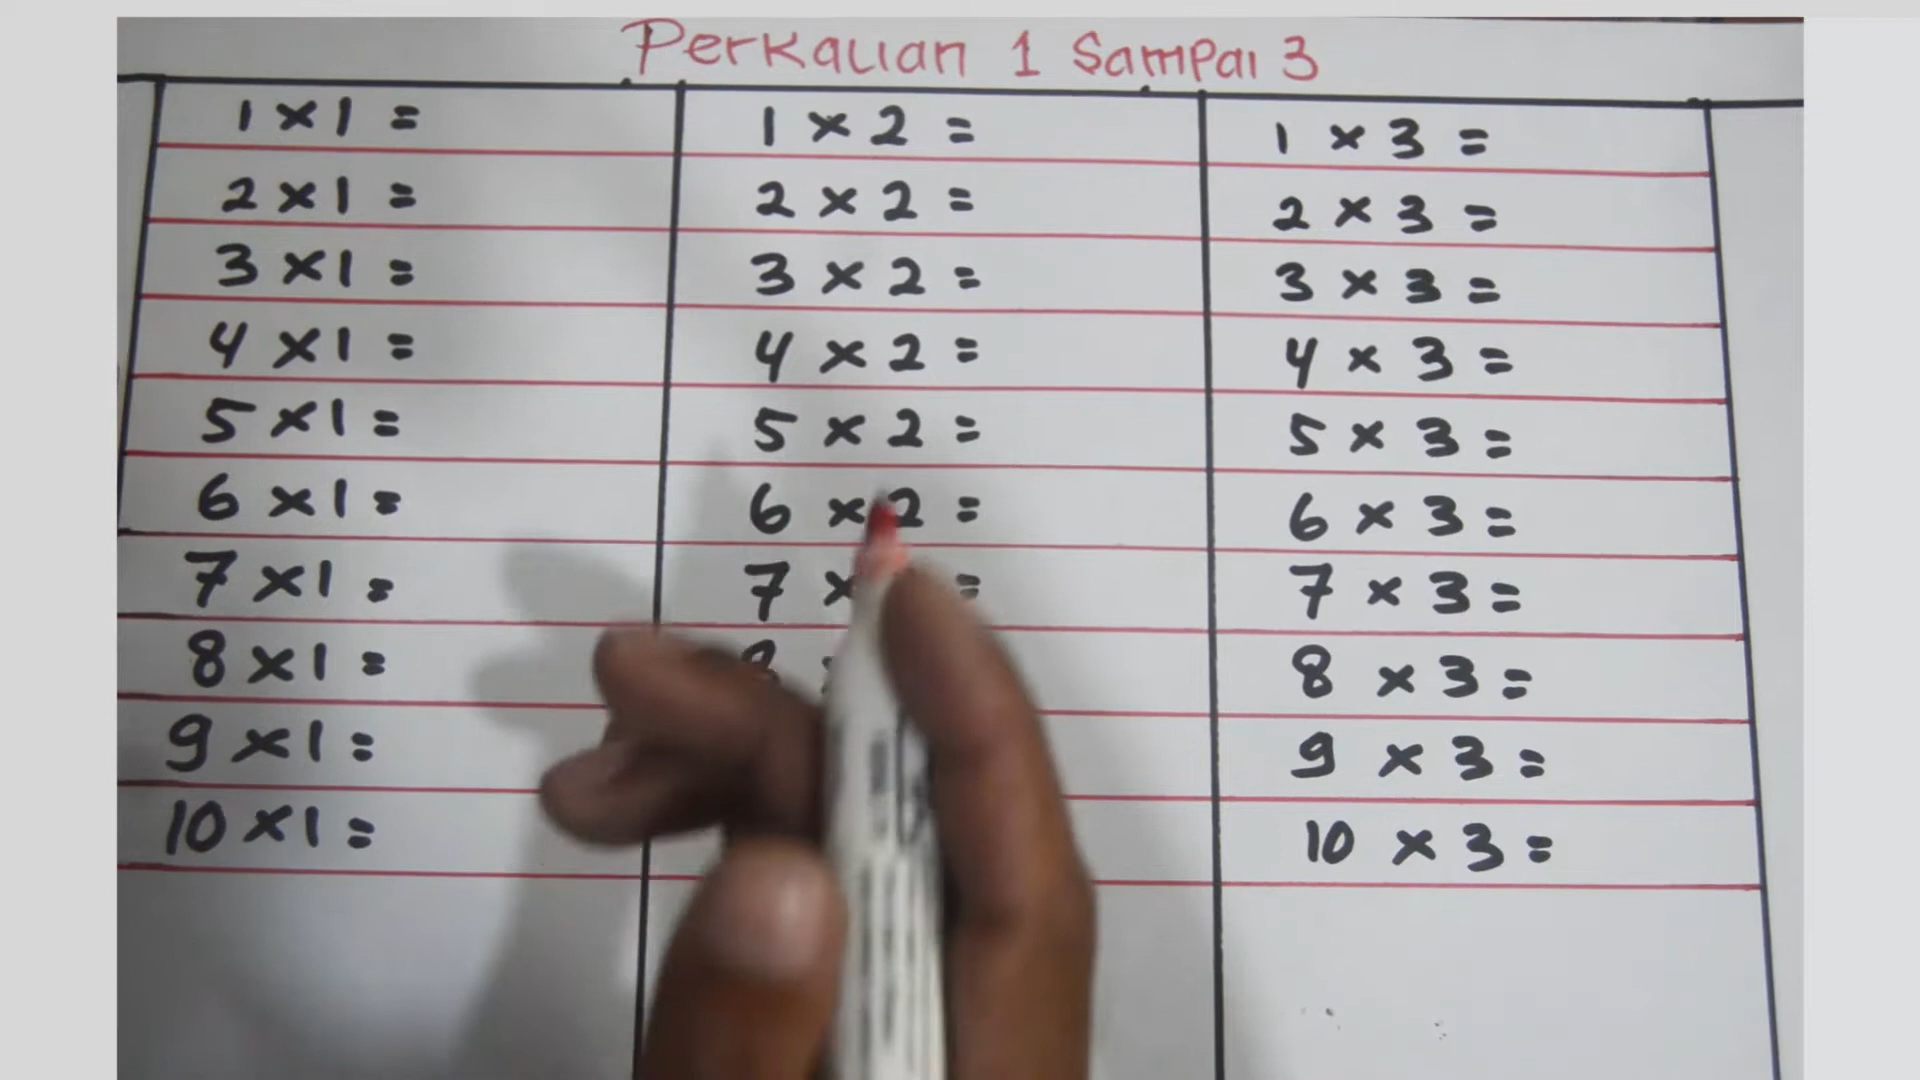 Perkalian 1 Sampai 3
1 × 1 =
2 × 1 =
3 × 1 =
4 × 1 =
5 × 1 =
6 × 1 =
7 × 1 =
8 × 1 =
9 × 1 =
10 × 1 =
1 × 2 =
2 × 2 =
3 × 2 =
4 × 2 =
5 × 2 =
6 × 2 =
7 × =
1 × 3 =
2 × 3 =
3 × 3 =
4 × 3 =
5 × 3 =
6 × 3 =
7 × 3 =
8 × 3 =
9 × 3 =
10 × 3 =